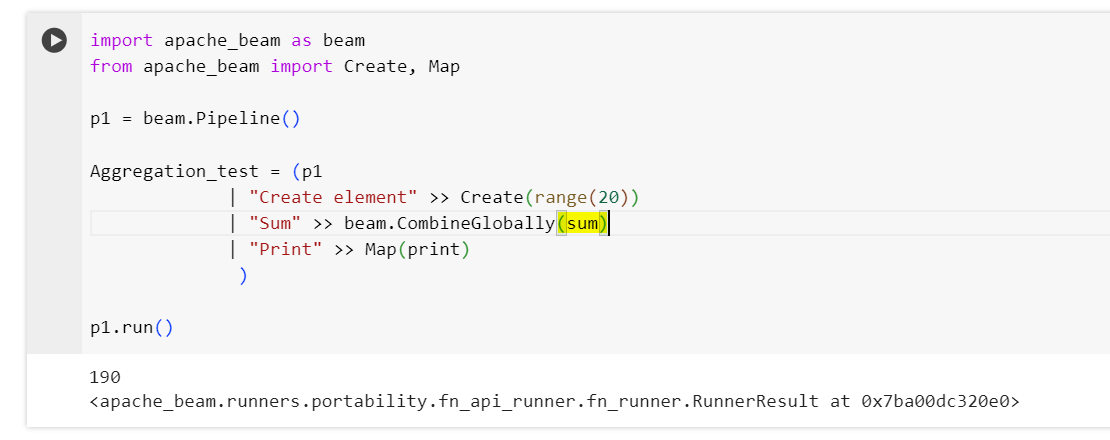 import apache_beam as beam
from apache_beam import Create, Map
p1 = beam.Pipeline()
Aggregation_test = (p1
| "Create element" >> Create(range(20))
| "Sum" >> beam.CombineGlobally(sum)
| "Print" >> Map(print)
)
p1.run()
190
<apache_beam.runners.portability.fn_api_runner.fn_runner.RunnerResult at 0x7ba00dc320e0>